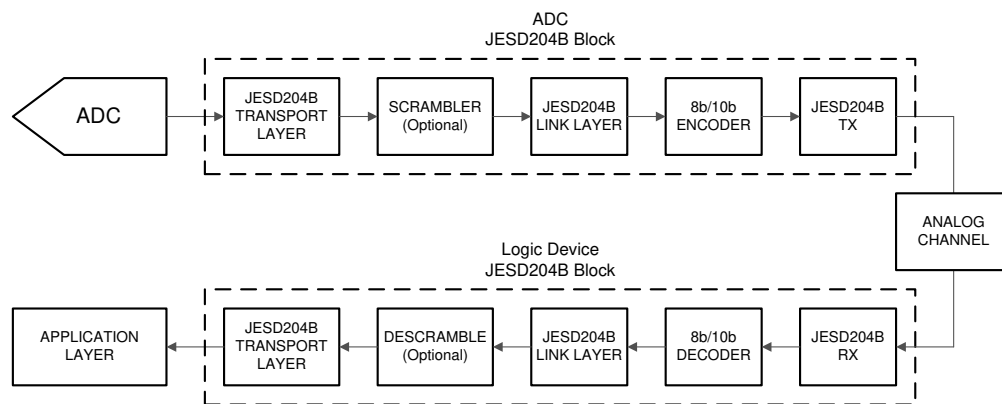 ADC
JESD204B Block
ADC
JESD204B
TRANSPORT
LAYER
SCRAMBLER
(Optional)
JESD204B
LINK LAYER
8b/10b
ENCODER
JESD204B
TX
ANALOG
CHANNEL
Logic Device
JESD204B Block
APPLICATION
LAYER
JESD204B
TRANSPORT
LAYER
DESCRAMBLE
(Optional)
JESD204B
LINK LAYER
8b/10b
DECODER
JESD204B
RX